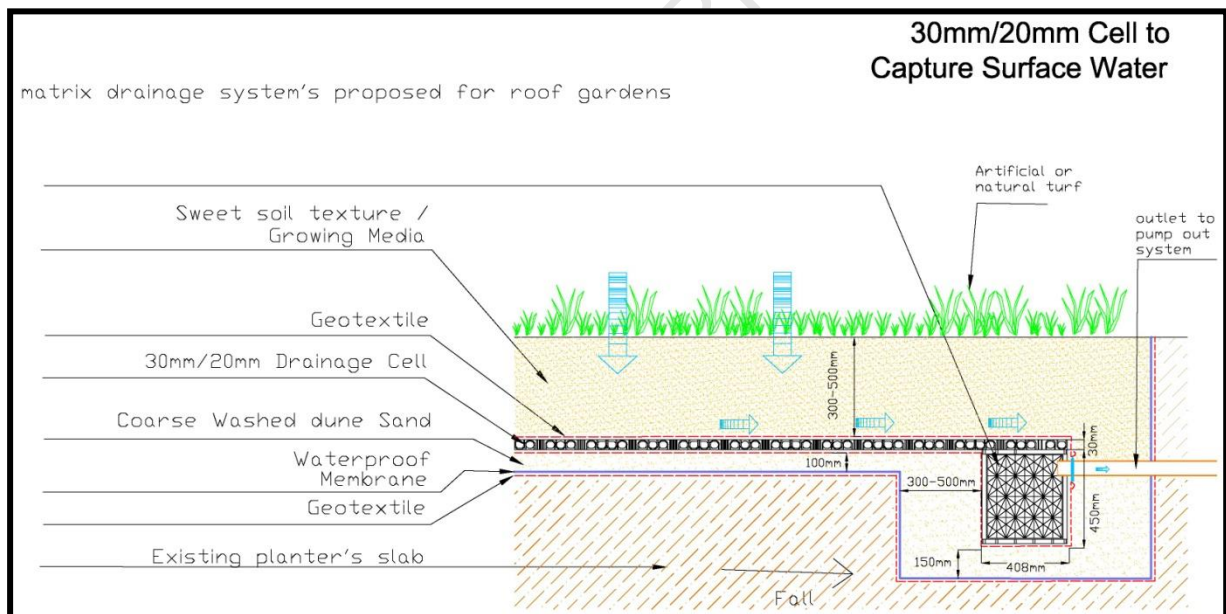 30mm/20mm Cell to
Capture Surface Water
matrix drainage system's proposed for roof gardens
Artificial or
natural turf
Sweet soil texture /
Growing Media
outlet to
pump out
system
Geotextile
30mm/20mm Drainage Cell
300-500mm
Coarse Washed dune Sand
30mm
Waterproof
Membrane
100mm
300-500mm
Geotextile
450mm
Existing planter's slab
150mm
408mm
Fall